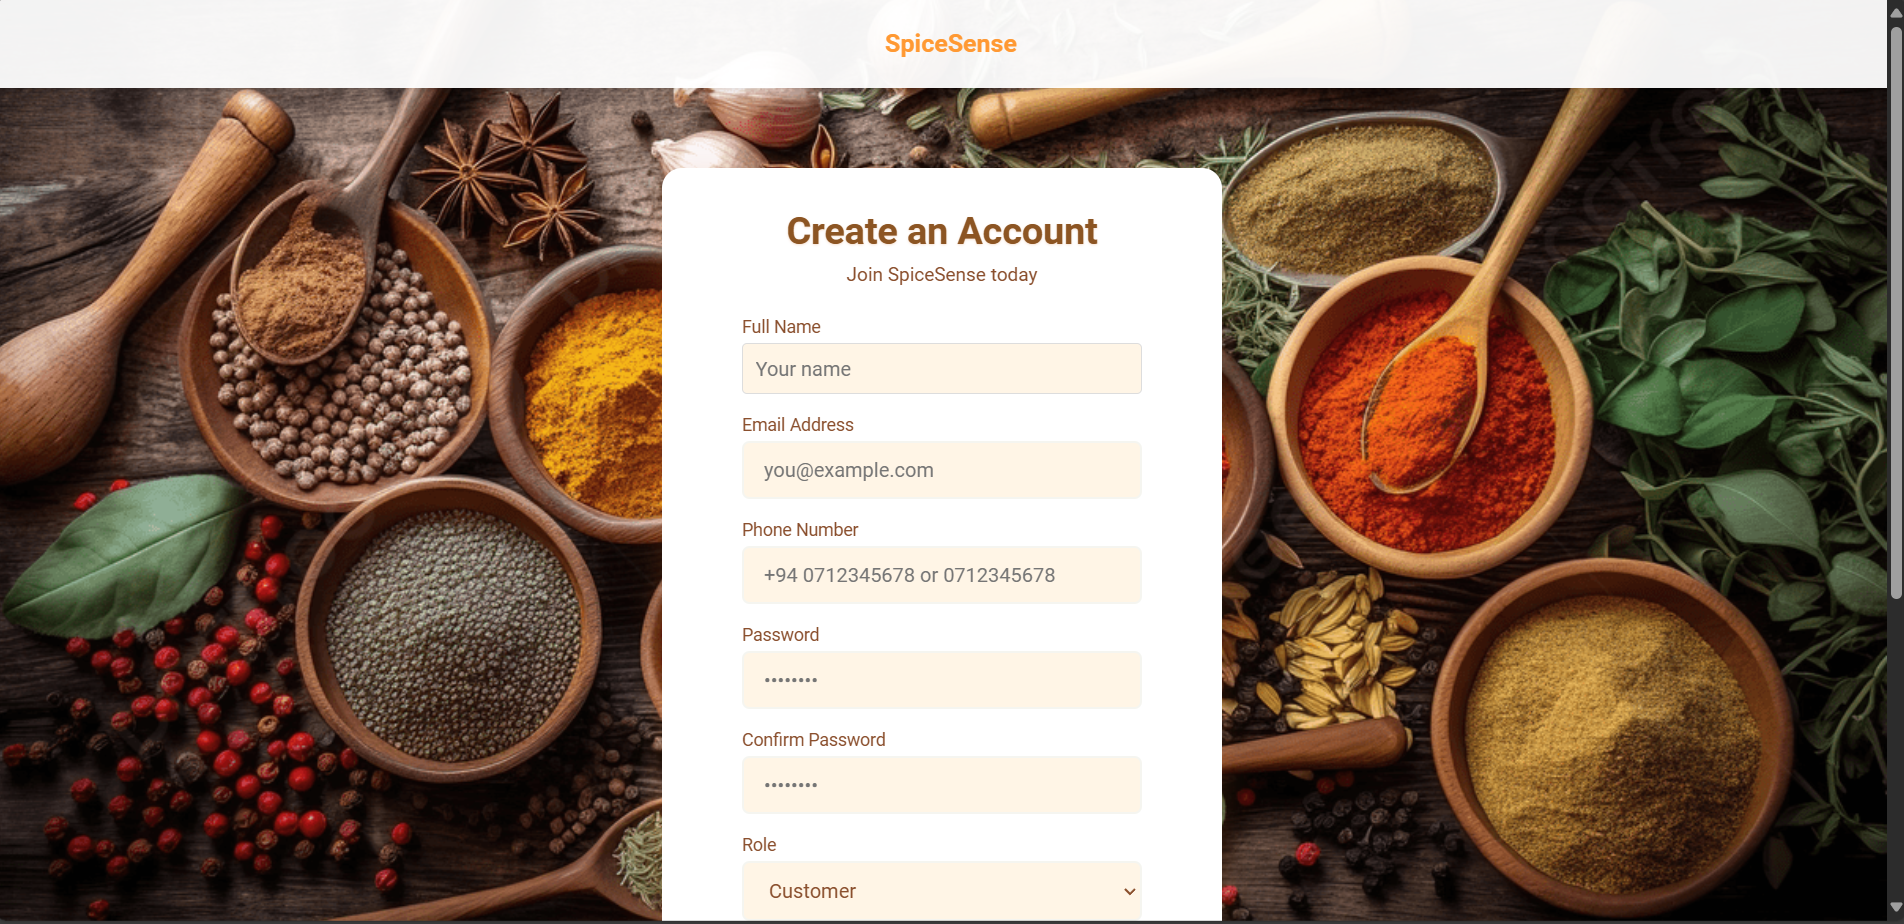 SpiceSense
Create an Account
Join SpiceSense today
Full Name
Your name
Email Address
you@example.com
Phone Number
+94 0712345678 or 0712345678
Password
••••••••
Confirm Password
••••••••
Role
Customer